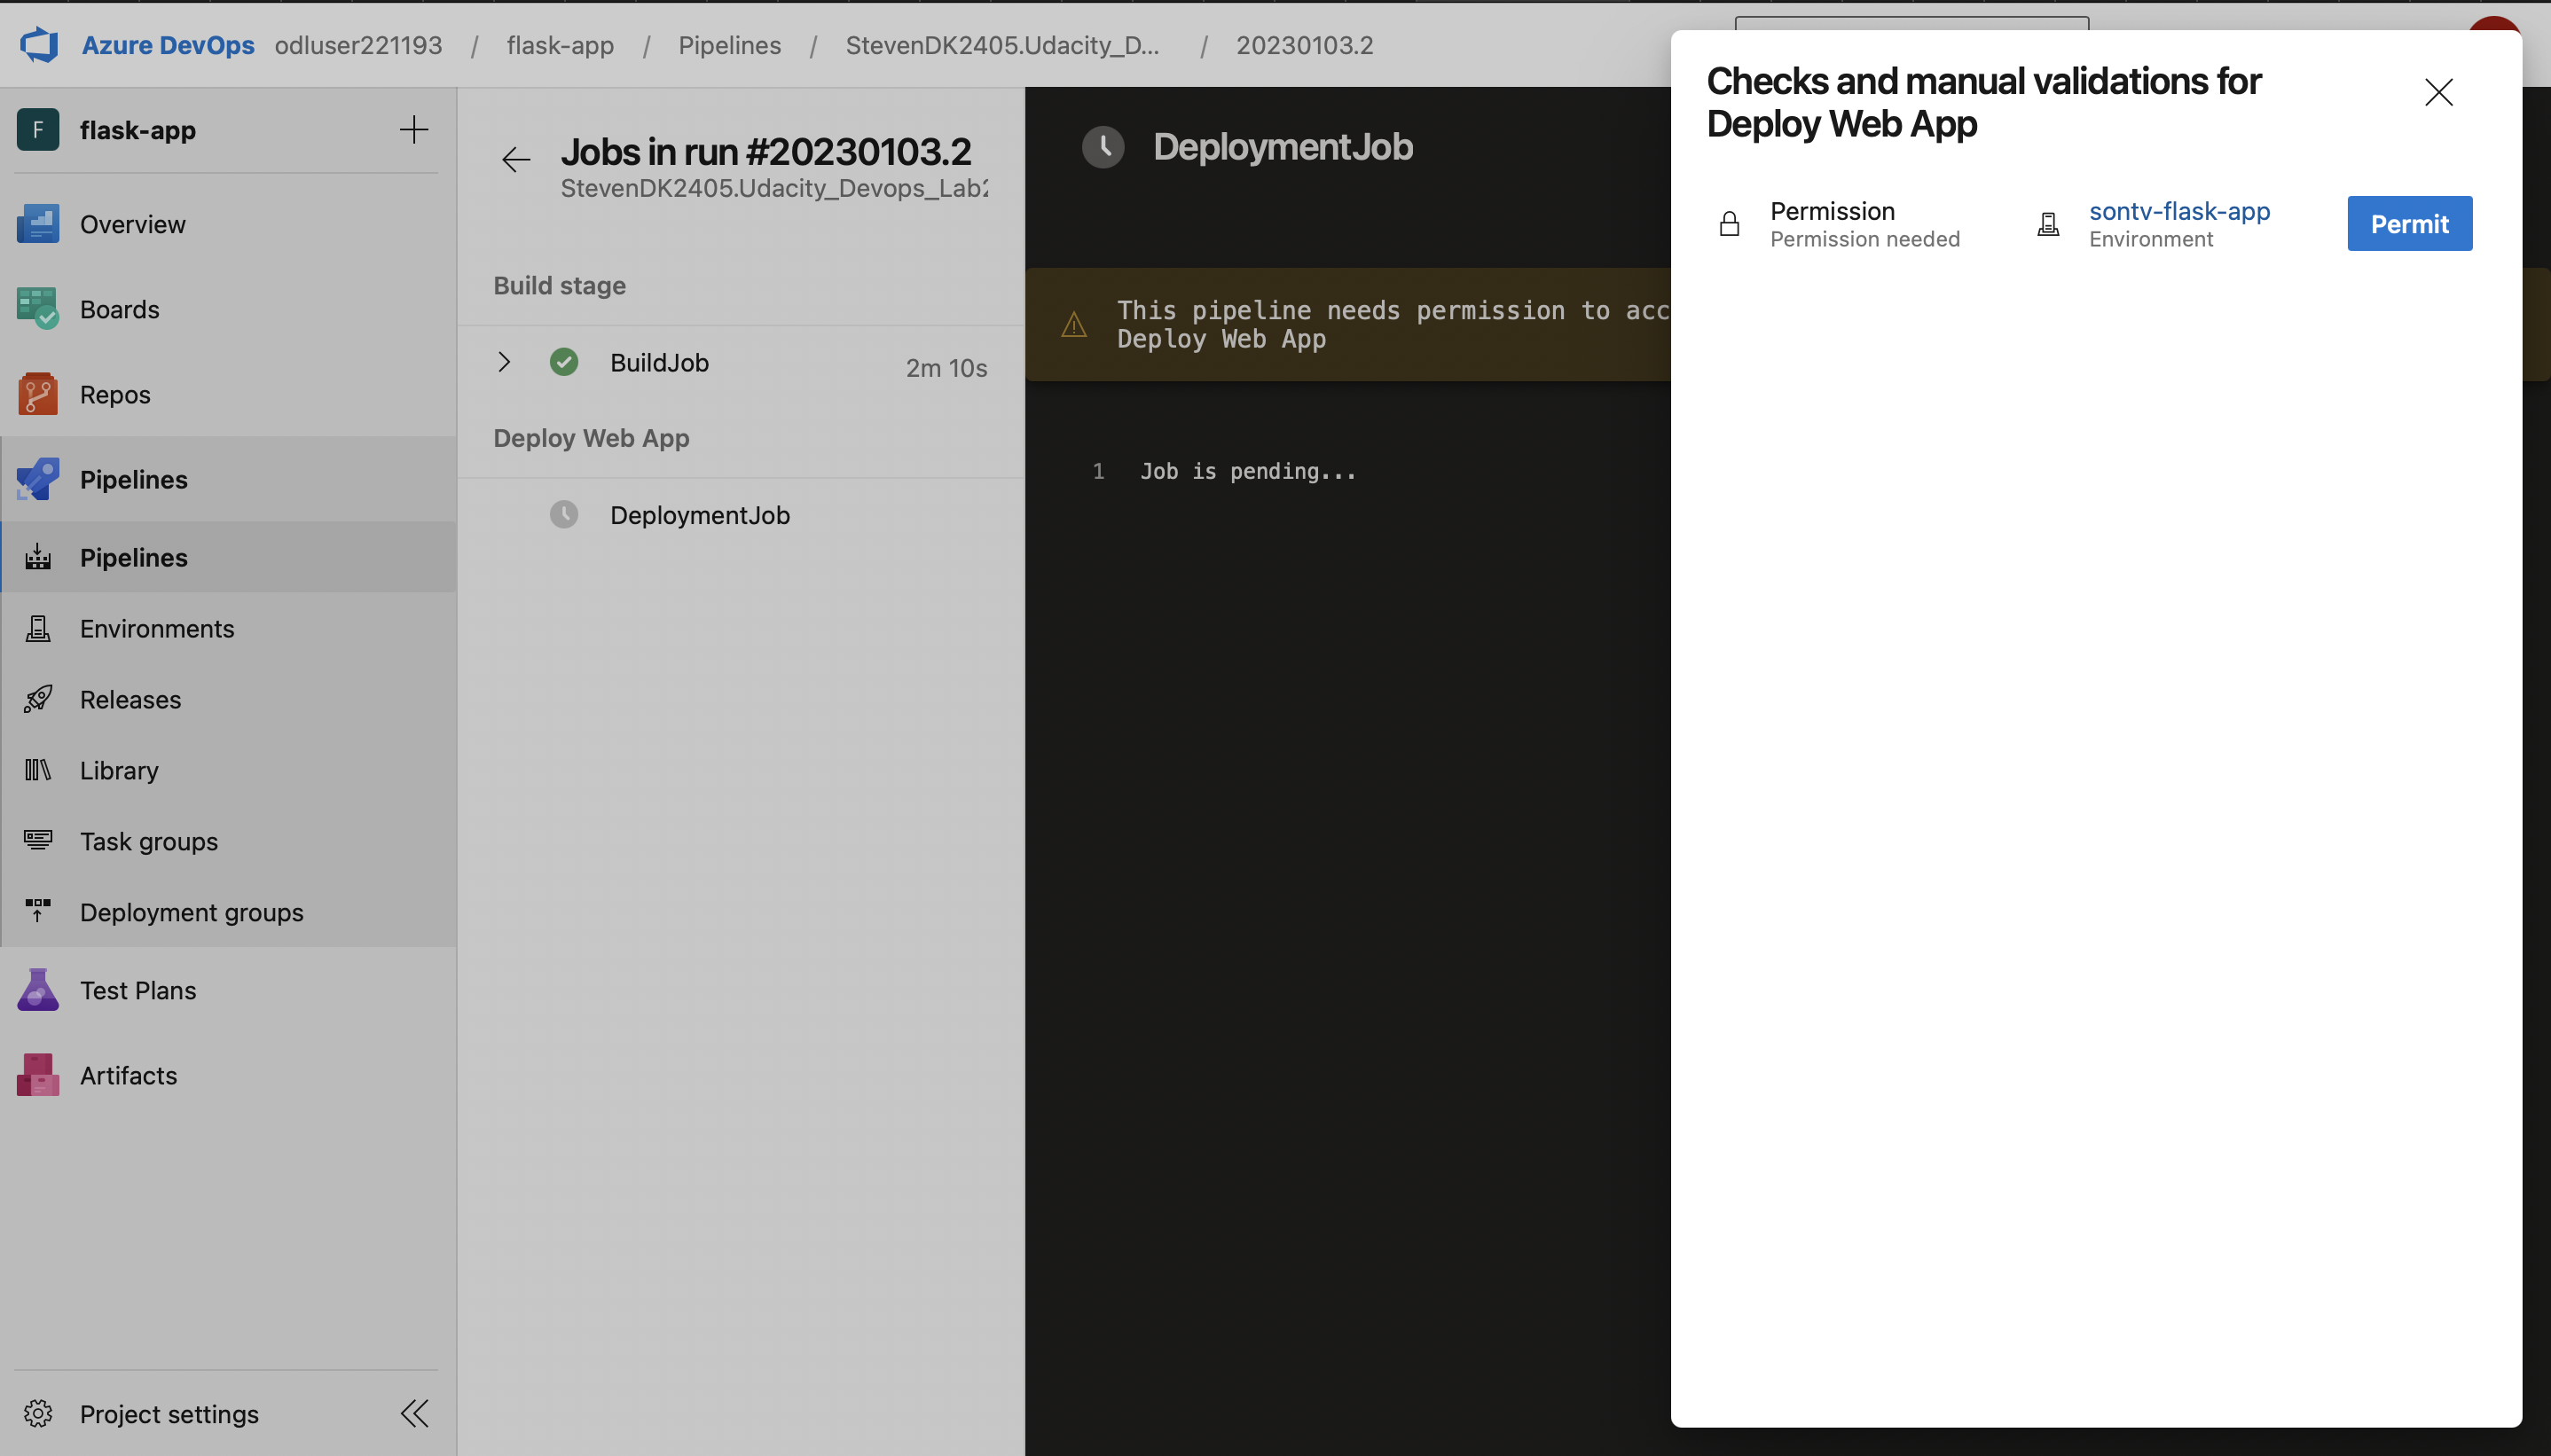 Azure DevOps odluser221193 / flask-app / Pipelines / StevenDK2405.Udacity_D... / 20230103.2
F flask-app
Overview
Boards
Repos
Pipelines
Pipelines
Environments
Releases
Library
Task groups
Deployment groups
Test Plans
Artifacts
Project settings
Jobs in run #20230103.2
StevenDK2405.Udacity_Devops_Lab2
Build stage
BuildJob 2m 10s
Deploy Web App
DeploymentJob
DeploymentJob
This pipeline needs permission to acc
Deploy Web App
1 Job is pending...
Checks and manual validations for
Deploy Web App
Permission
Permission needed
sontv-flask-app
Environment
Permit